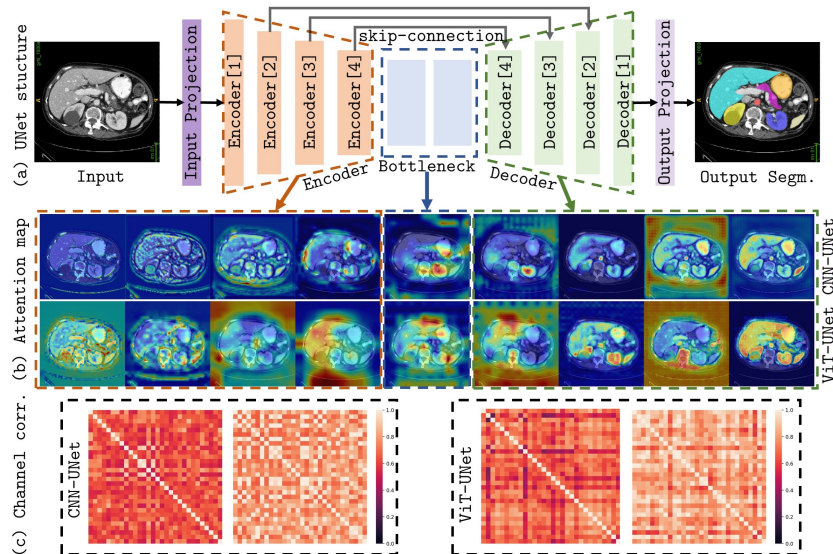 (a) UNet stucture
Input
Input Projection
Encoder[1]
Encoder[2]
Encoder[3]
Encoder[4]
Encoder
skip-connection
Bottleneck
Decoder[4]
Decoder[3]
Decoder[2]
Decoder[1]
Decoder
Output Projection
Output Segm.
(b) Attention map
CNN-UNet
ViT-UNet
(c) Channel corr.
CNN-UNet
1.0
0.8
0.6
0.4
0.2
0.0
ViT-UNet
1.0
0.8
0.6
0.4
0.2
0.0